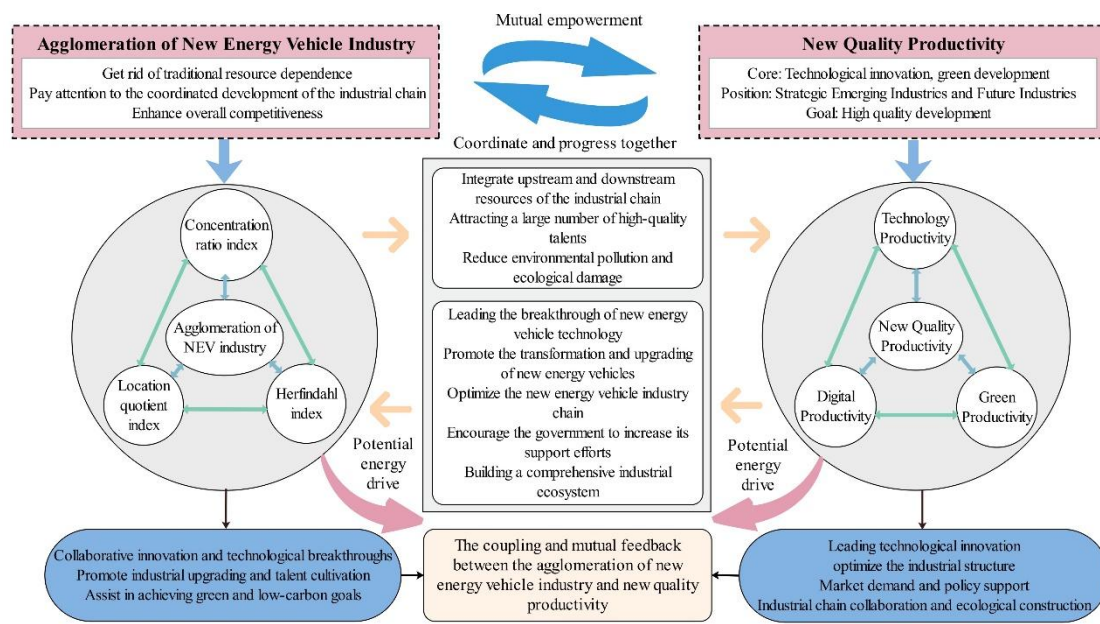 Mutual empowerment
Agglomeration of New Energy Vehicle Industry
Get rid of traditional resource dependence
Pay attention to the coordinated development of the industrial chain
Enhance overall competitiveness
New Quality Productivity
Core: Technological innovation, green development
Position: Strategic Emerging Industries and Future Industries
Goal: High quality development
Coordinate and progress together
Concentration
ratio index
Agglomeration of
NEV industry
Location
quotient index
Herfindahl
index
Integrate upstream and downstream
resources of the industrial chain
Attracting a large number of high-quality
talents
Reduce environmental pollution and
ecological damage
Leading the breakthrough of new energy
vehicle technology
Promote the transformation and upgrading
of new energy vehicles
Optimize the new energy vehicle industry
chain
Encourage the government to increase its
support efforts
Building a comprehensive industrial
ecosystem
Technology
Productivity
New Quality
Productivity
Digital
Productivity
Green
Productivity
Potential
energy
drive
Potential
energy
drive
Collaborative innovation and technological breakthroughs
Promote industrial upgrading and talent cultivation
Assist in achieving green and low-carbon goals
The coupling and mutual feedback
between the agglomeration of new
energy vehicle industry and new quality
productivity
Leading technological innovation
optimize the industrial structure
Market demand and policy support
Industrial chain collaboration and ecological construction